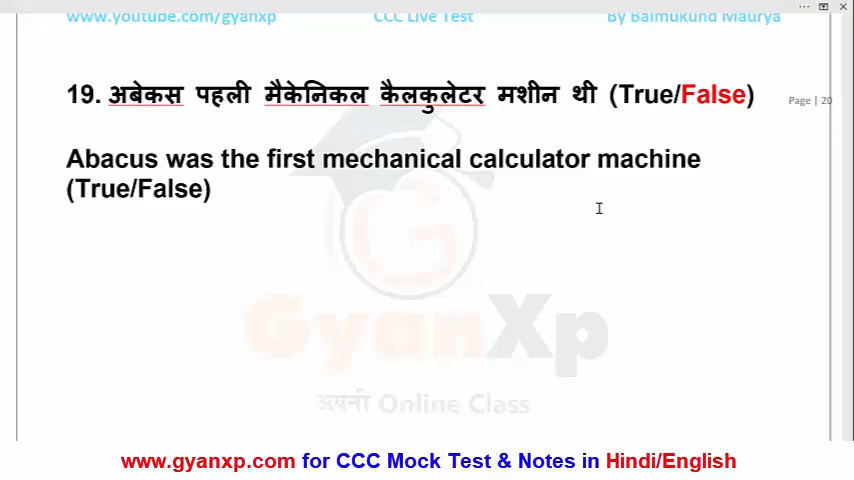 www.youtube.com/gyanxp CCC Live Test By Balmukund Maurya
19. अबेकस पहली मैकेनिकल कैलकुलेटर मशीन थी (True/False)
Page | 20
Abacus was the first mechanical calculator machine
(True/False)
G
GyanXp
अपनी Online Class
www.gyanxp.com for CCC Mock Test & Notes in Hindi/English